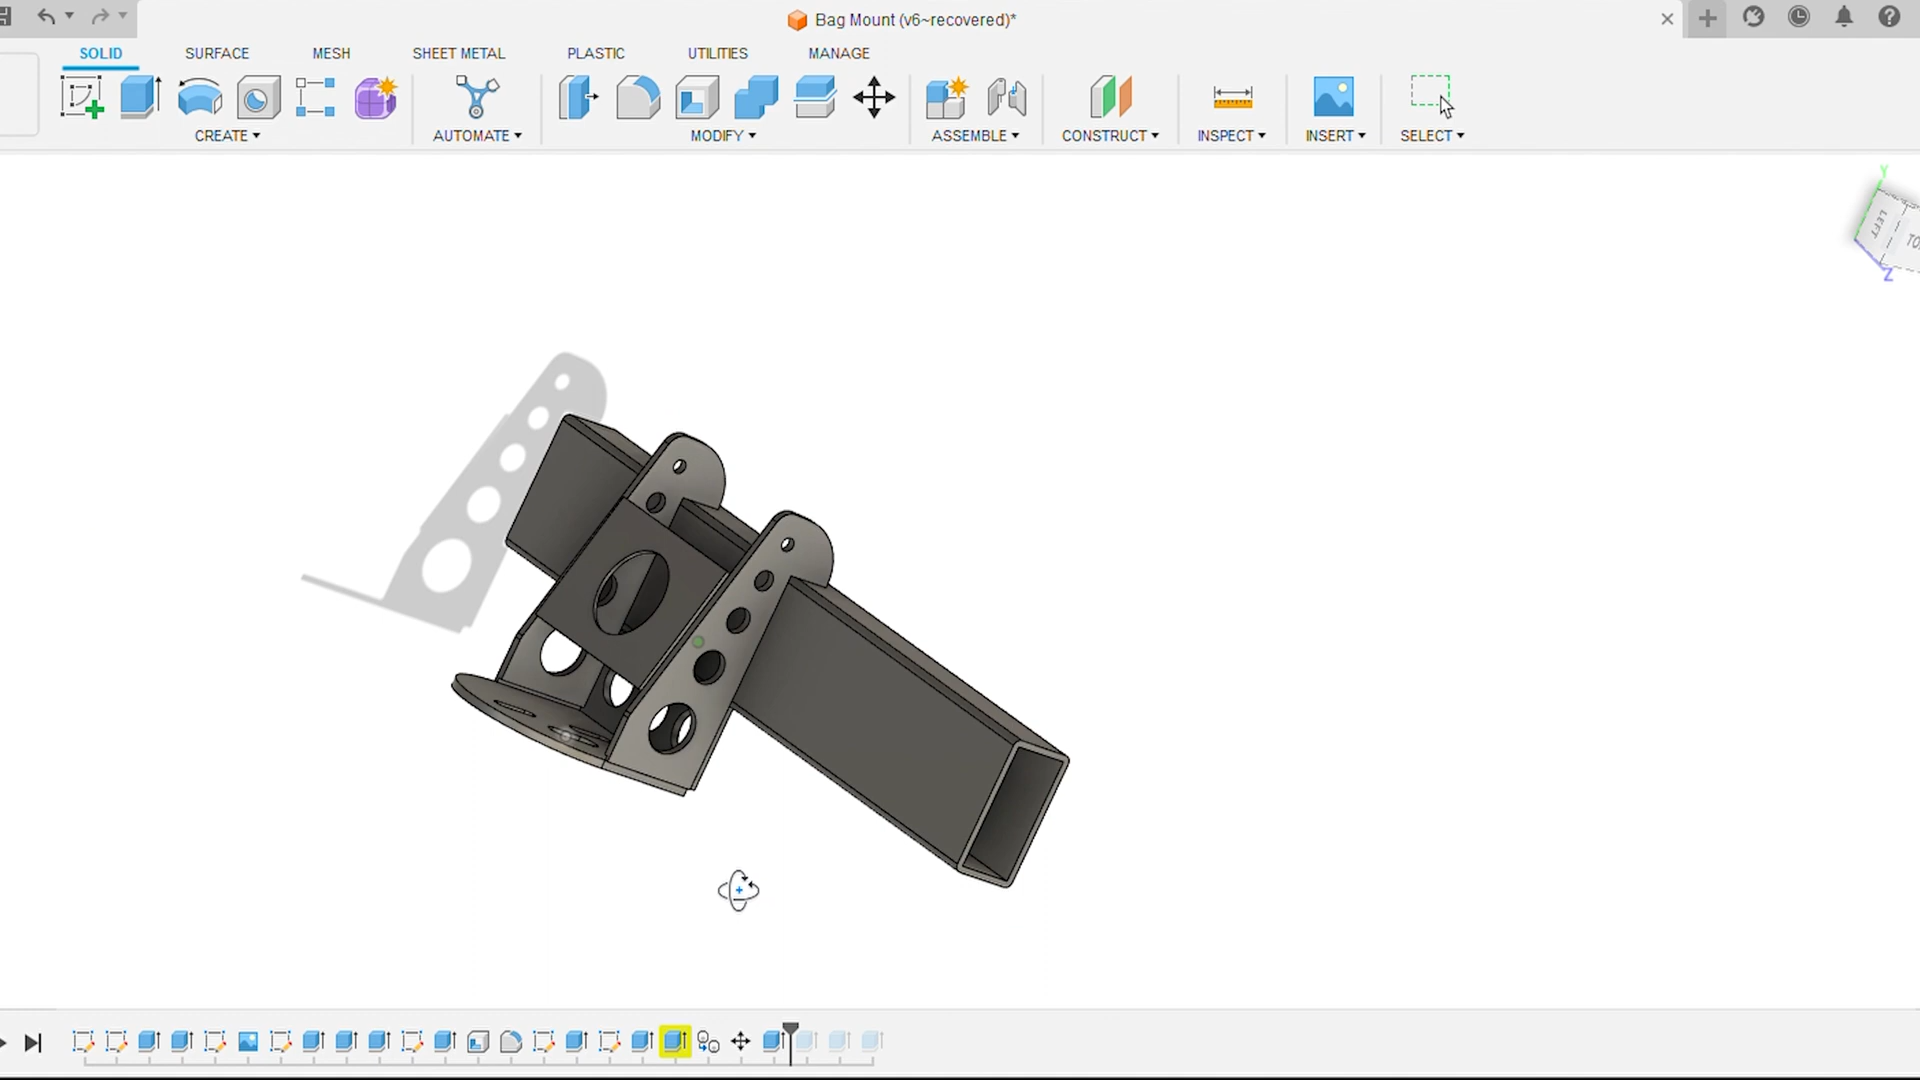 Bag Mount (v6~recovered)*
SOLID SURFACE MESH SHEET METAL PLASTIC UTILITIES MANAGE
CREATE AUTOMATE MODIFY ASSEMBLE CONSTRUCT INSPECT INSERT SELECT
Y
LEFT
Z